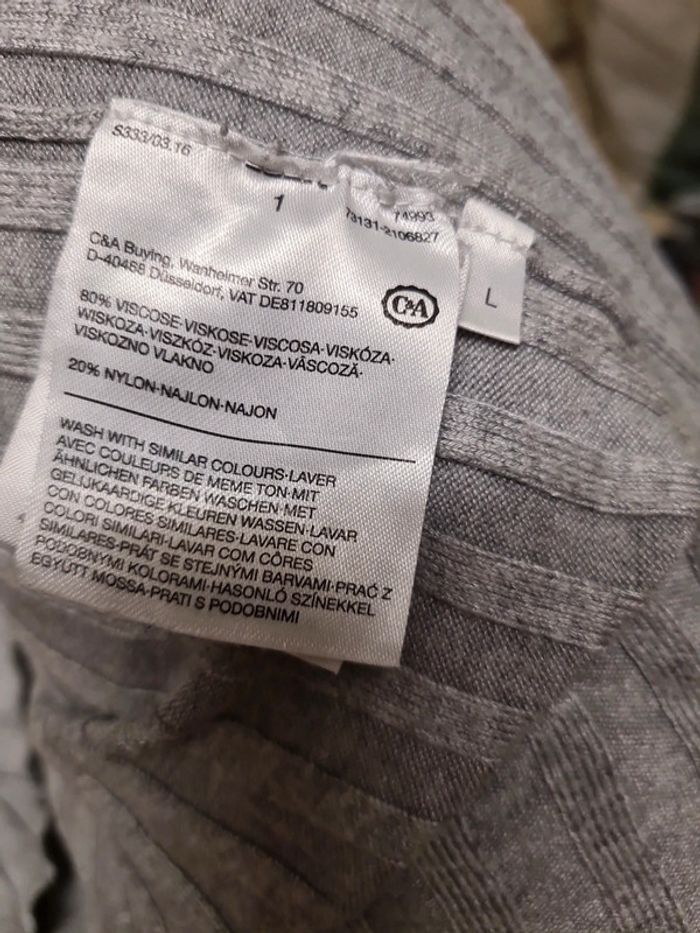 S333/03.16
1
74993
73131-2106827
C&A Buying, Wanheimer Str. 70
D-40468 Düsseldorf, VAT DE811809155
C&A
L
80% VISCOSE·VISKOSE·VISCOSA·VISKÓZA·
WISKOZA·VISZKÓZ·VISKOZA·VÂSCOZĂ·
VISKOZNO VLAKNO
20% NYLON·NAJLON·NAJON
WASH WITH SIMILAR COLOURS·LAVER
AVEC COULEURS DE MEME TON·MIT
ÄHNLICHEN FARBEN WASCHEN·MET
GELIJKAARDIGE KLEUREN WASSEN·LAVAR
CON COLORES SIMILARES·LAVARE CON
COLORI SIMILARI·LAVAR COM CÔRES
SIMILARES·PRÁT SE STEJNÝMI BARVAMI·PRAĆ Z
PODOBNYMI KOLORAMI·HASONLÓ SZÍNEKKEL
EGYÜTT MOSSA·PRATI S PODOBNIMI